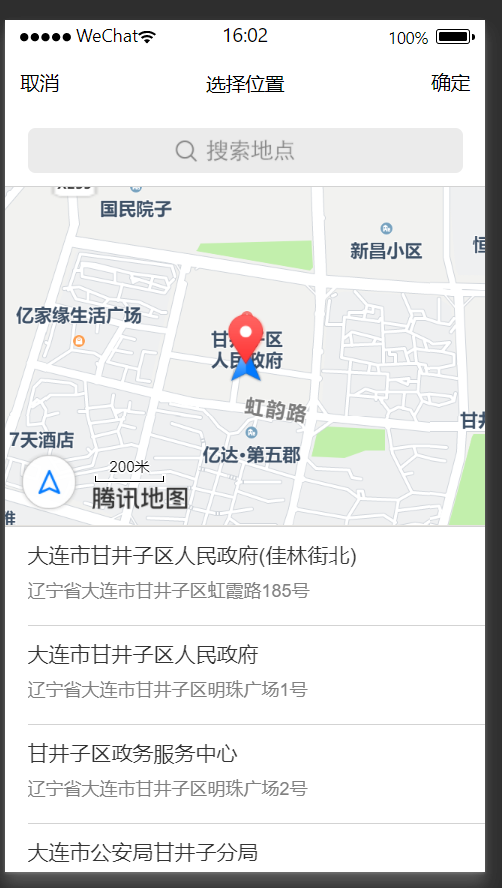 WeChat 16:02 100%
取消 选择位置 确定
搜索地点
国民院子
新昌小区
亿家缘生活广场
人民政府
虹韵路
7天酒店
亿达•第五郡
200米
腾讯地图
大连市甘井子区人民政府(佳林街北)
辽宁省大连市甘井子区虹霞路185号
大连市甘井子区人民政府
辽宁省大连市甘井子区明珠广场1号
甘井子区政务服务中心
辽宁省大连市甘井子区明珠广场2号
大连市公安局甘井子分局